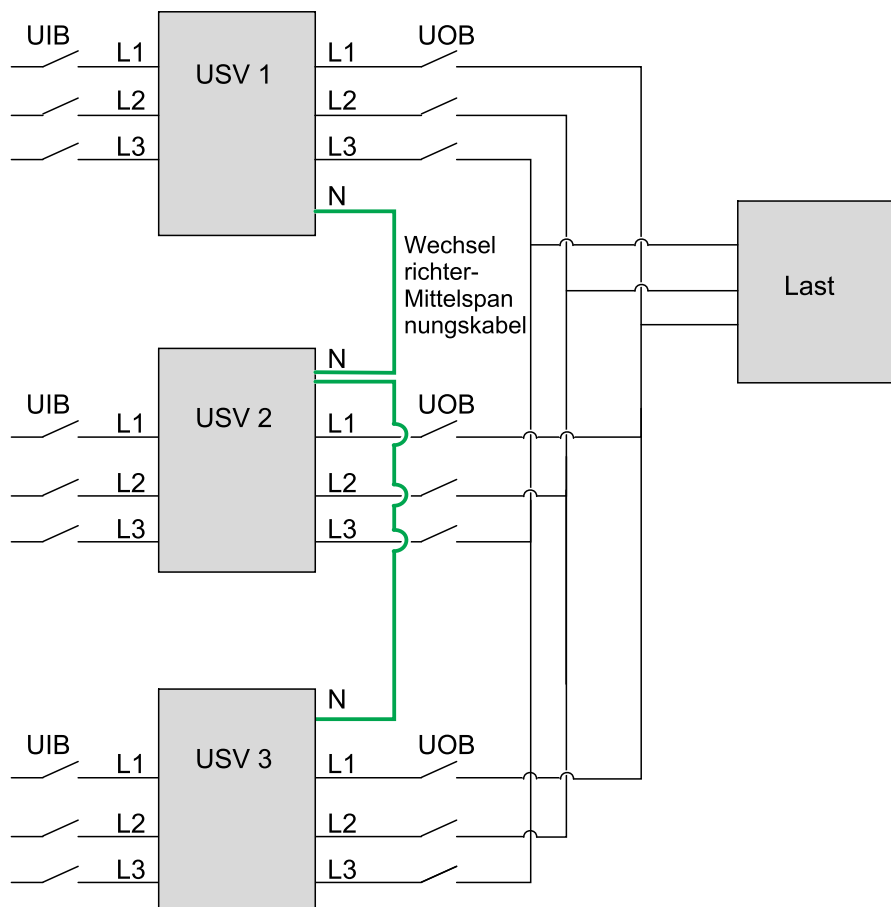 UIB
L1
USV 1
L1
UOB
L2
L2
L3
L3
N
Wechsel
richter-
Mittelspan
nungskabel
Last
N
UIB
L1
USV 2
L1
UOB
L2
L2
L3
L3
N
UIB
L1
USV 3
L1
UOB
L2
L2
L3
L3